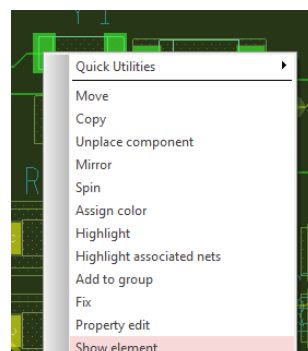 Y 1
Quick Utilities
Move
Copy
Unplace component
Mirror
Spin
Assign color
Highlight
Highlight associated nets
Add to group
Fix
Property edit
Show element
R